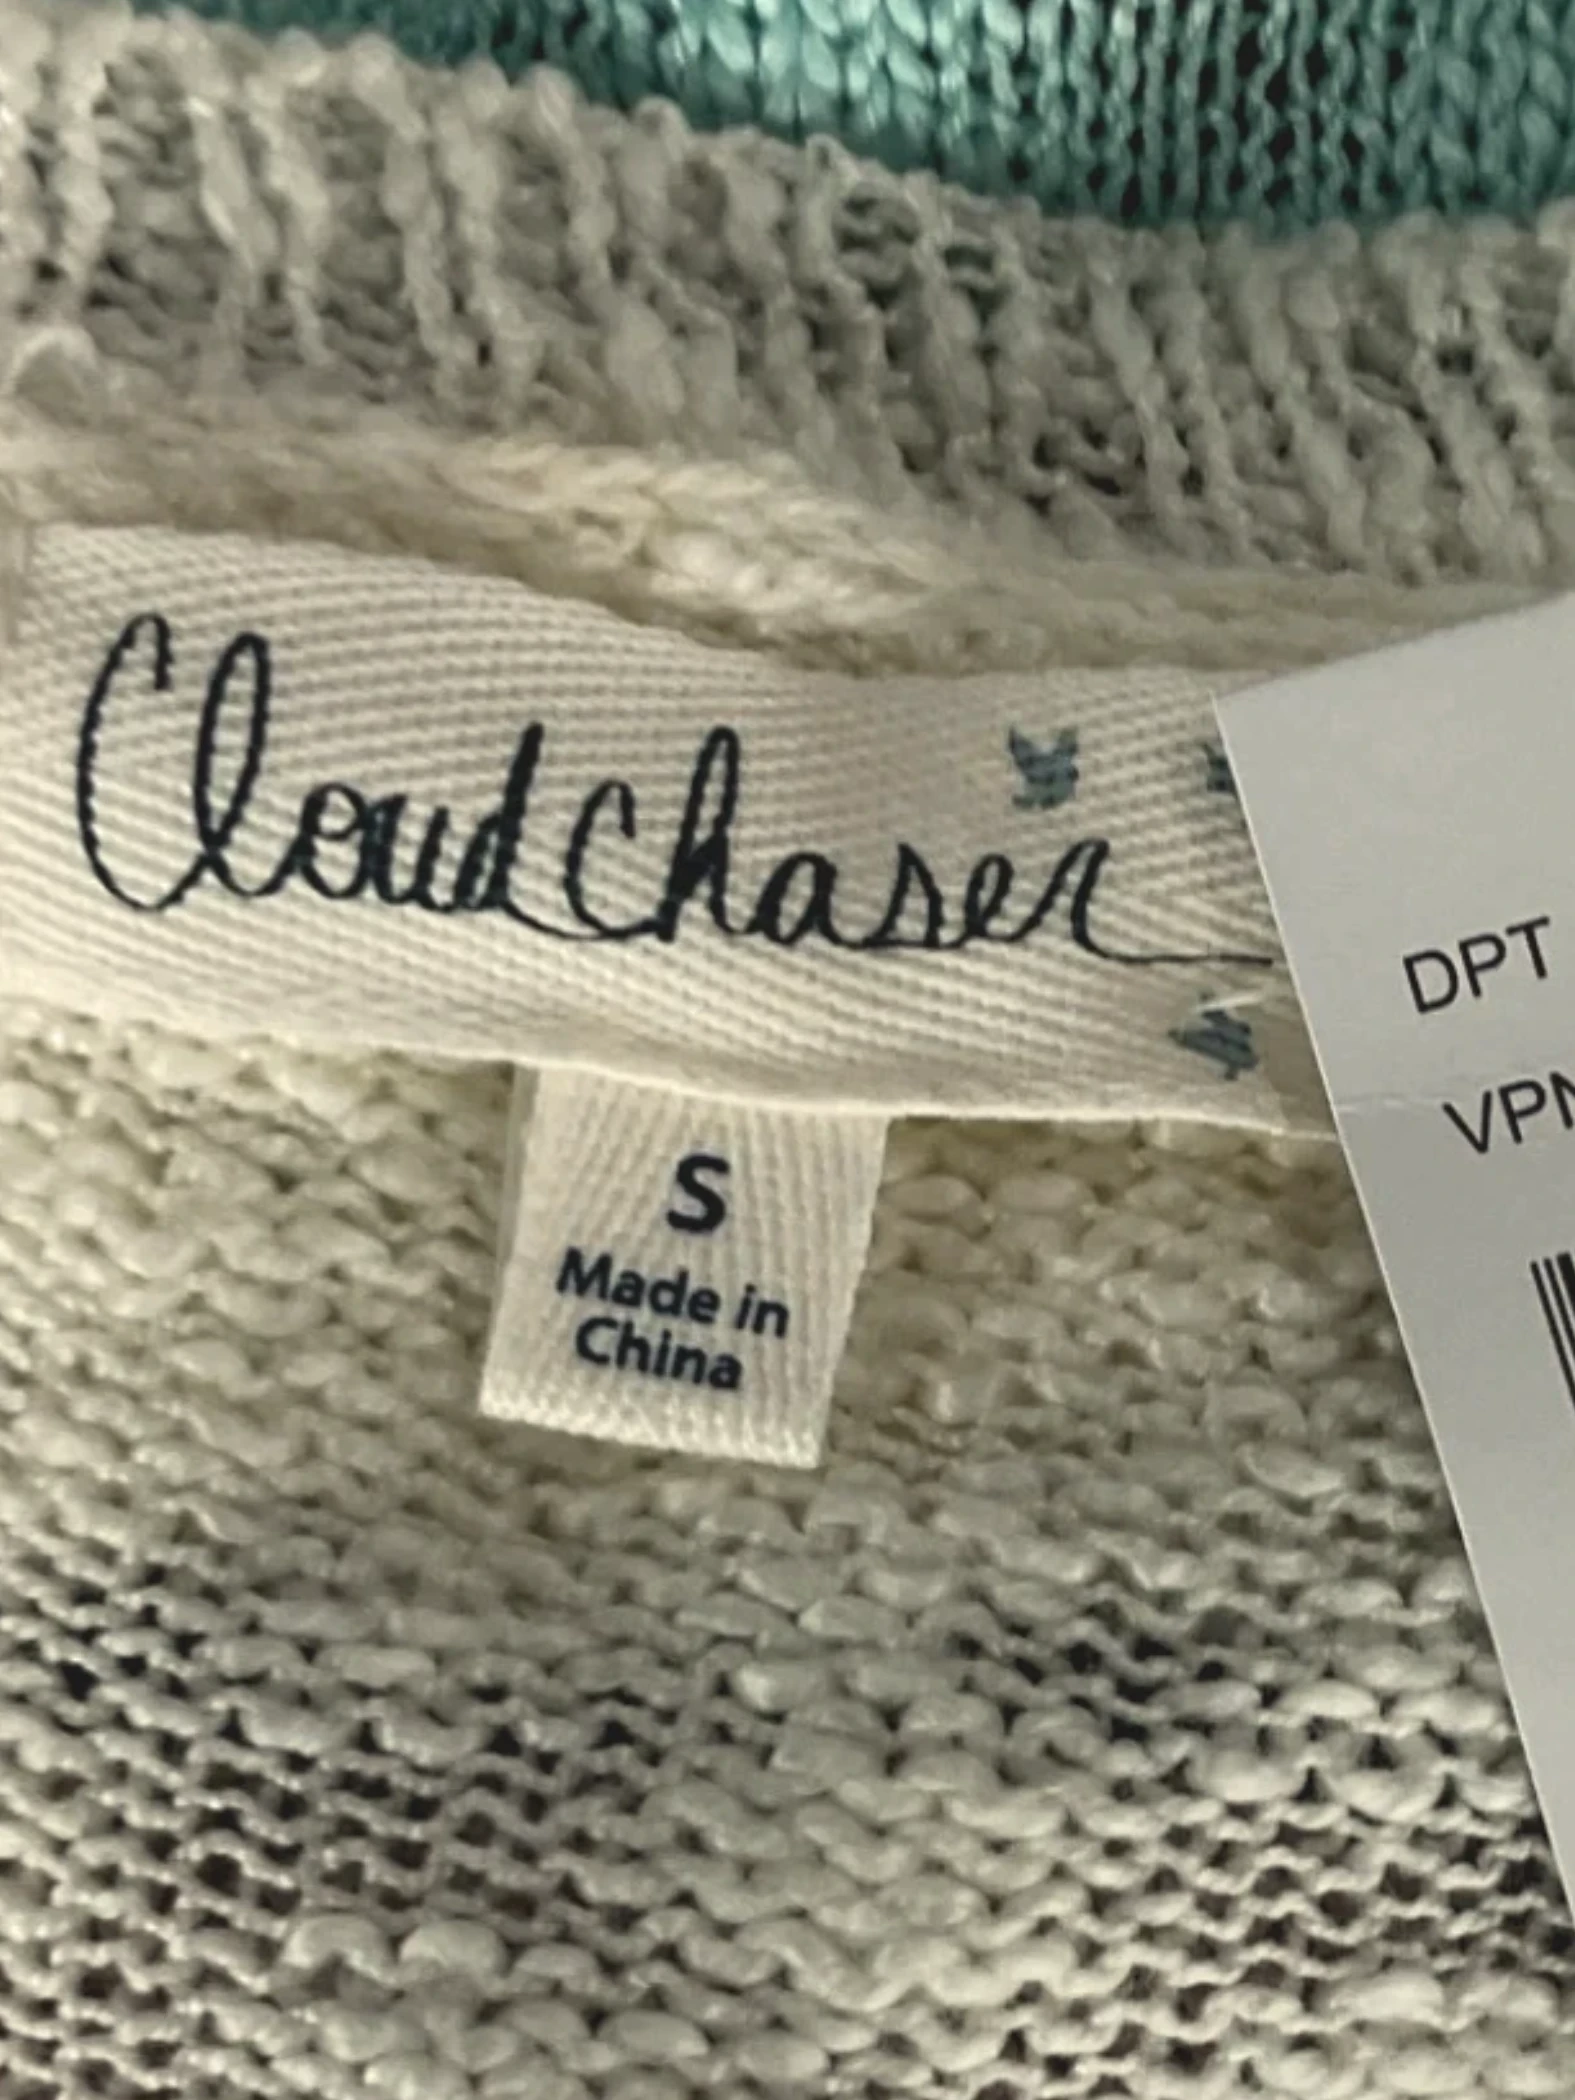 Cloud Chaser
S
Made in
China
DPT
VPN